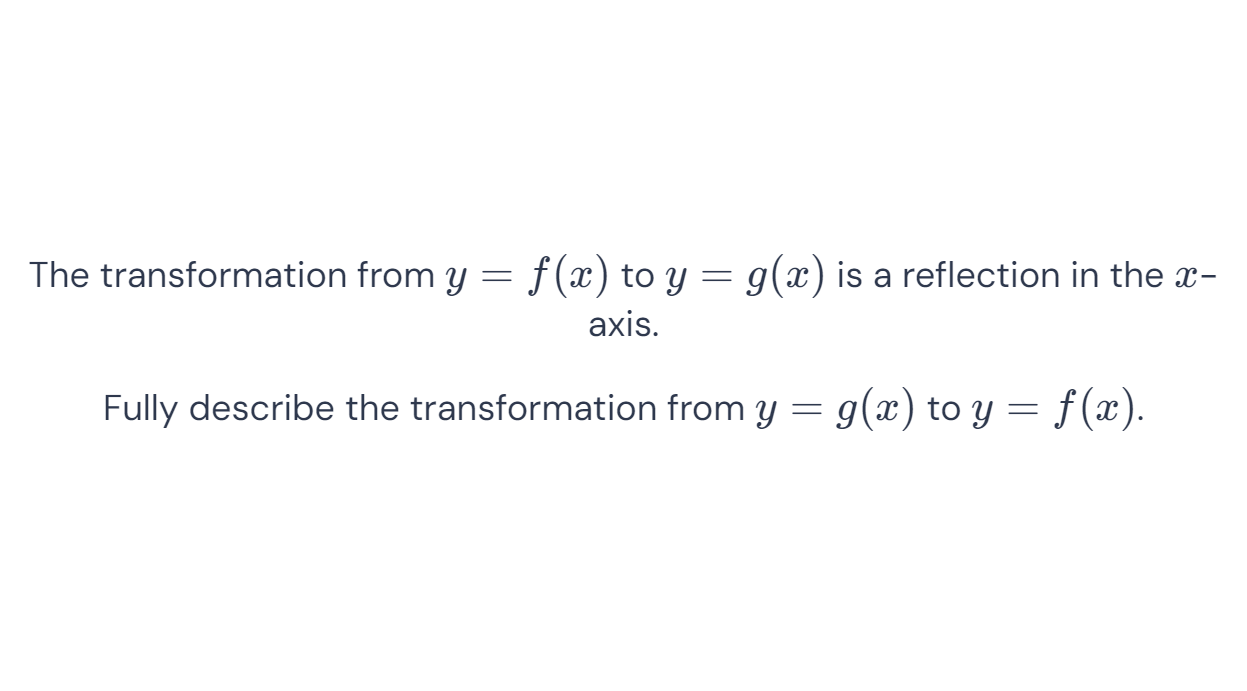 The transformation from y = f(x) to y = g(x) is a reflection in the x-
axis.
Fully describe the transformation from y = g(x) to y = f(x).